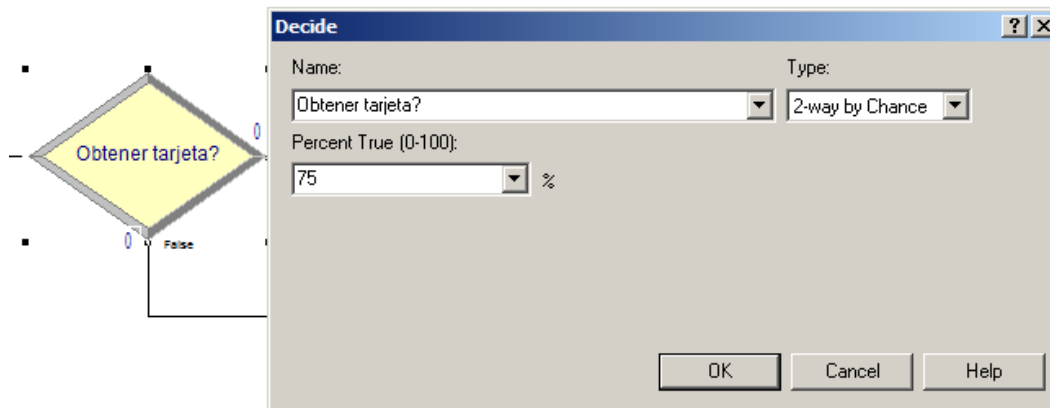 Decide
Name:
Type:
Obtener tarjeta?
2-way by Chance
Percent True (0-100):
75
%
Obtener tarjeta?
0
0
False
OK
Cancel
Help